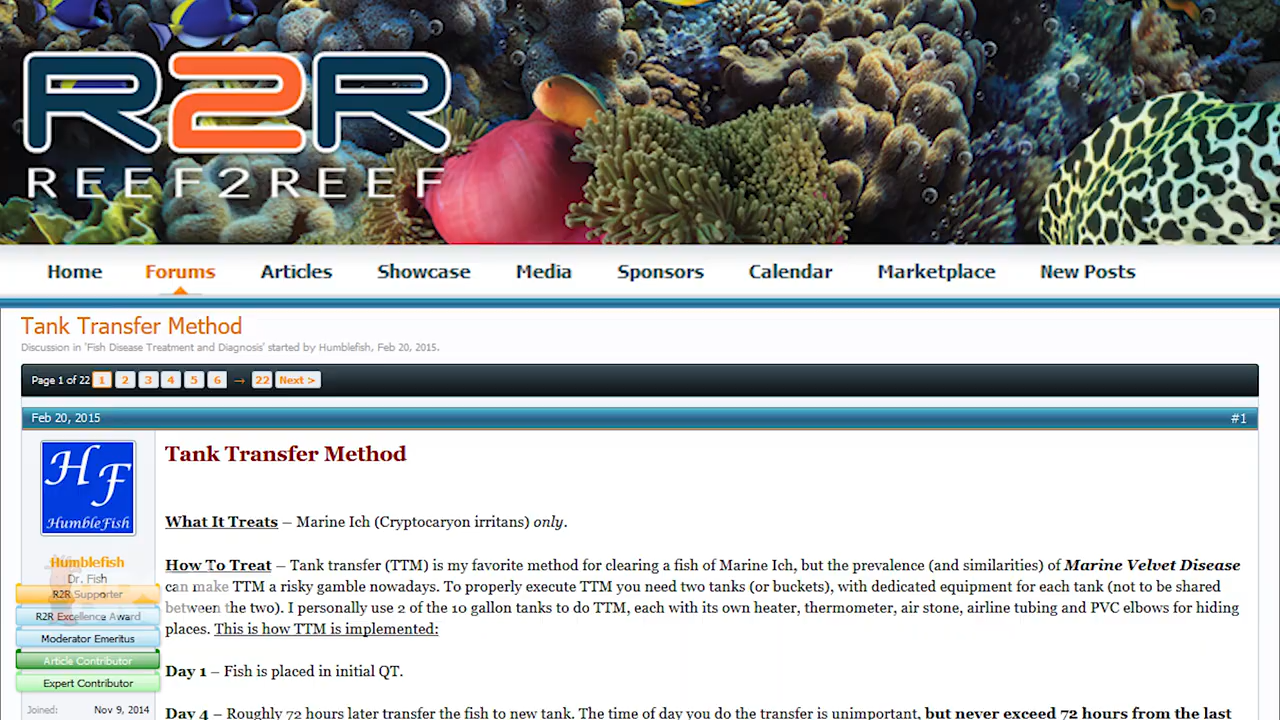 R2R
REEF2REEF
Home Forums Articles Showcase Media Sponsors Calendar Marketplace New Posts
Tank Transfer Method
Discussion in 'Fish Disease Treatment and Diagnosis' started by Humblefish, Feb 20, 2015.
Page 1 of 22 1 2 3 4 5 6 → 22 Next >
Feb 20, 2015 #1
HF
HumbleFish
Humblefish
Dr. Fish
R2R Supporter
R2R Excellence Award
Moderator Emeritus
Article Contributor
Expert Contributor
Joined: Nov 9, 2014
Tank Transfer Method
What It Treats – Marine Ich (Cryptocaryon irritans) only.
How To Treat – Tank transfer (TTM) is my favorite method for clearing a fish of Marine Ich, but the prevalence (and similarities) of Marine Velvet Disease
can make TTM a risky gamble nowadays. To properly execute TTM you need two tanks (or buckets), with dedicated equipment for each tank (not to be shared
between the two). I personally use 2 of the 10 gallon tanks to do TTM, each with its own heater, thermometer, air stone, airline tubing and PVC elbows for hiding
places. This is how TTM is implemented:
Day 1 – Fish is placed in initial QT.
Day 4 – Roughly 72 hours later transfer the fish to new tank. The time of day you do the transfer is unimportant, but never exceed 72 hours from the last